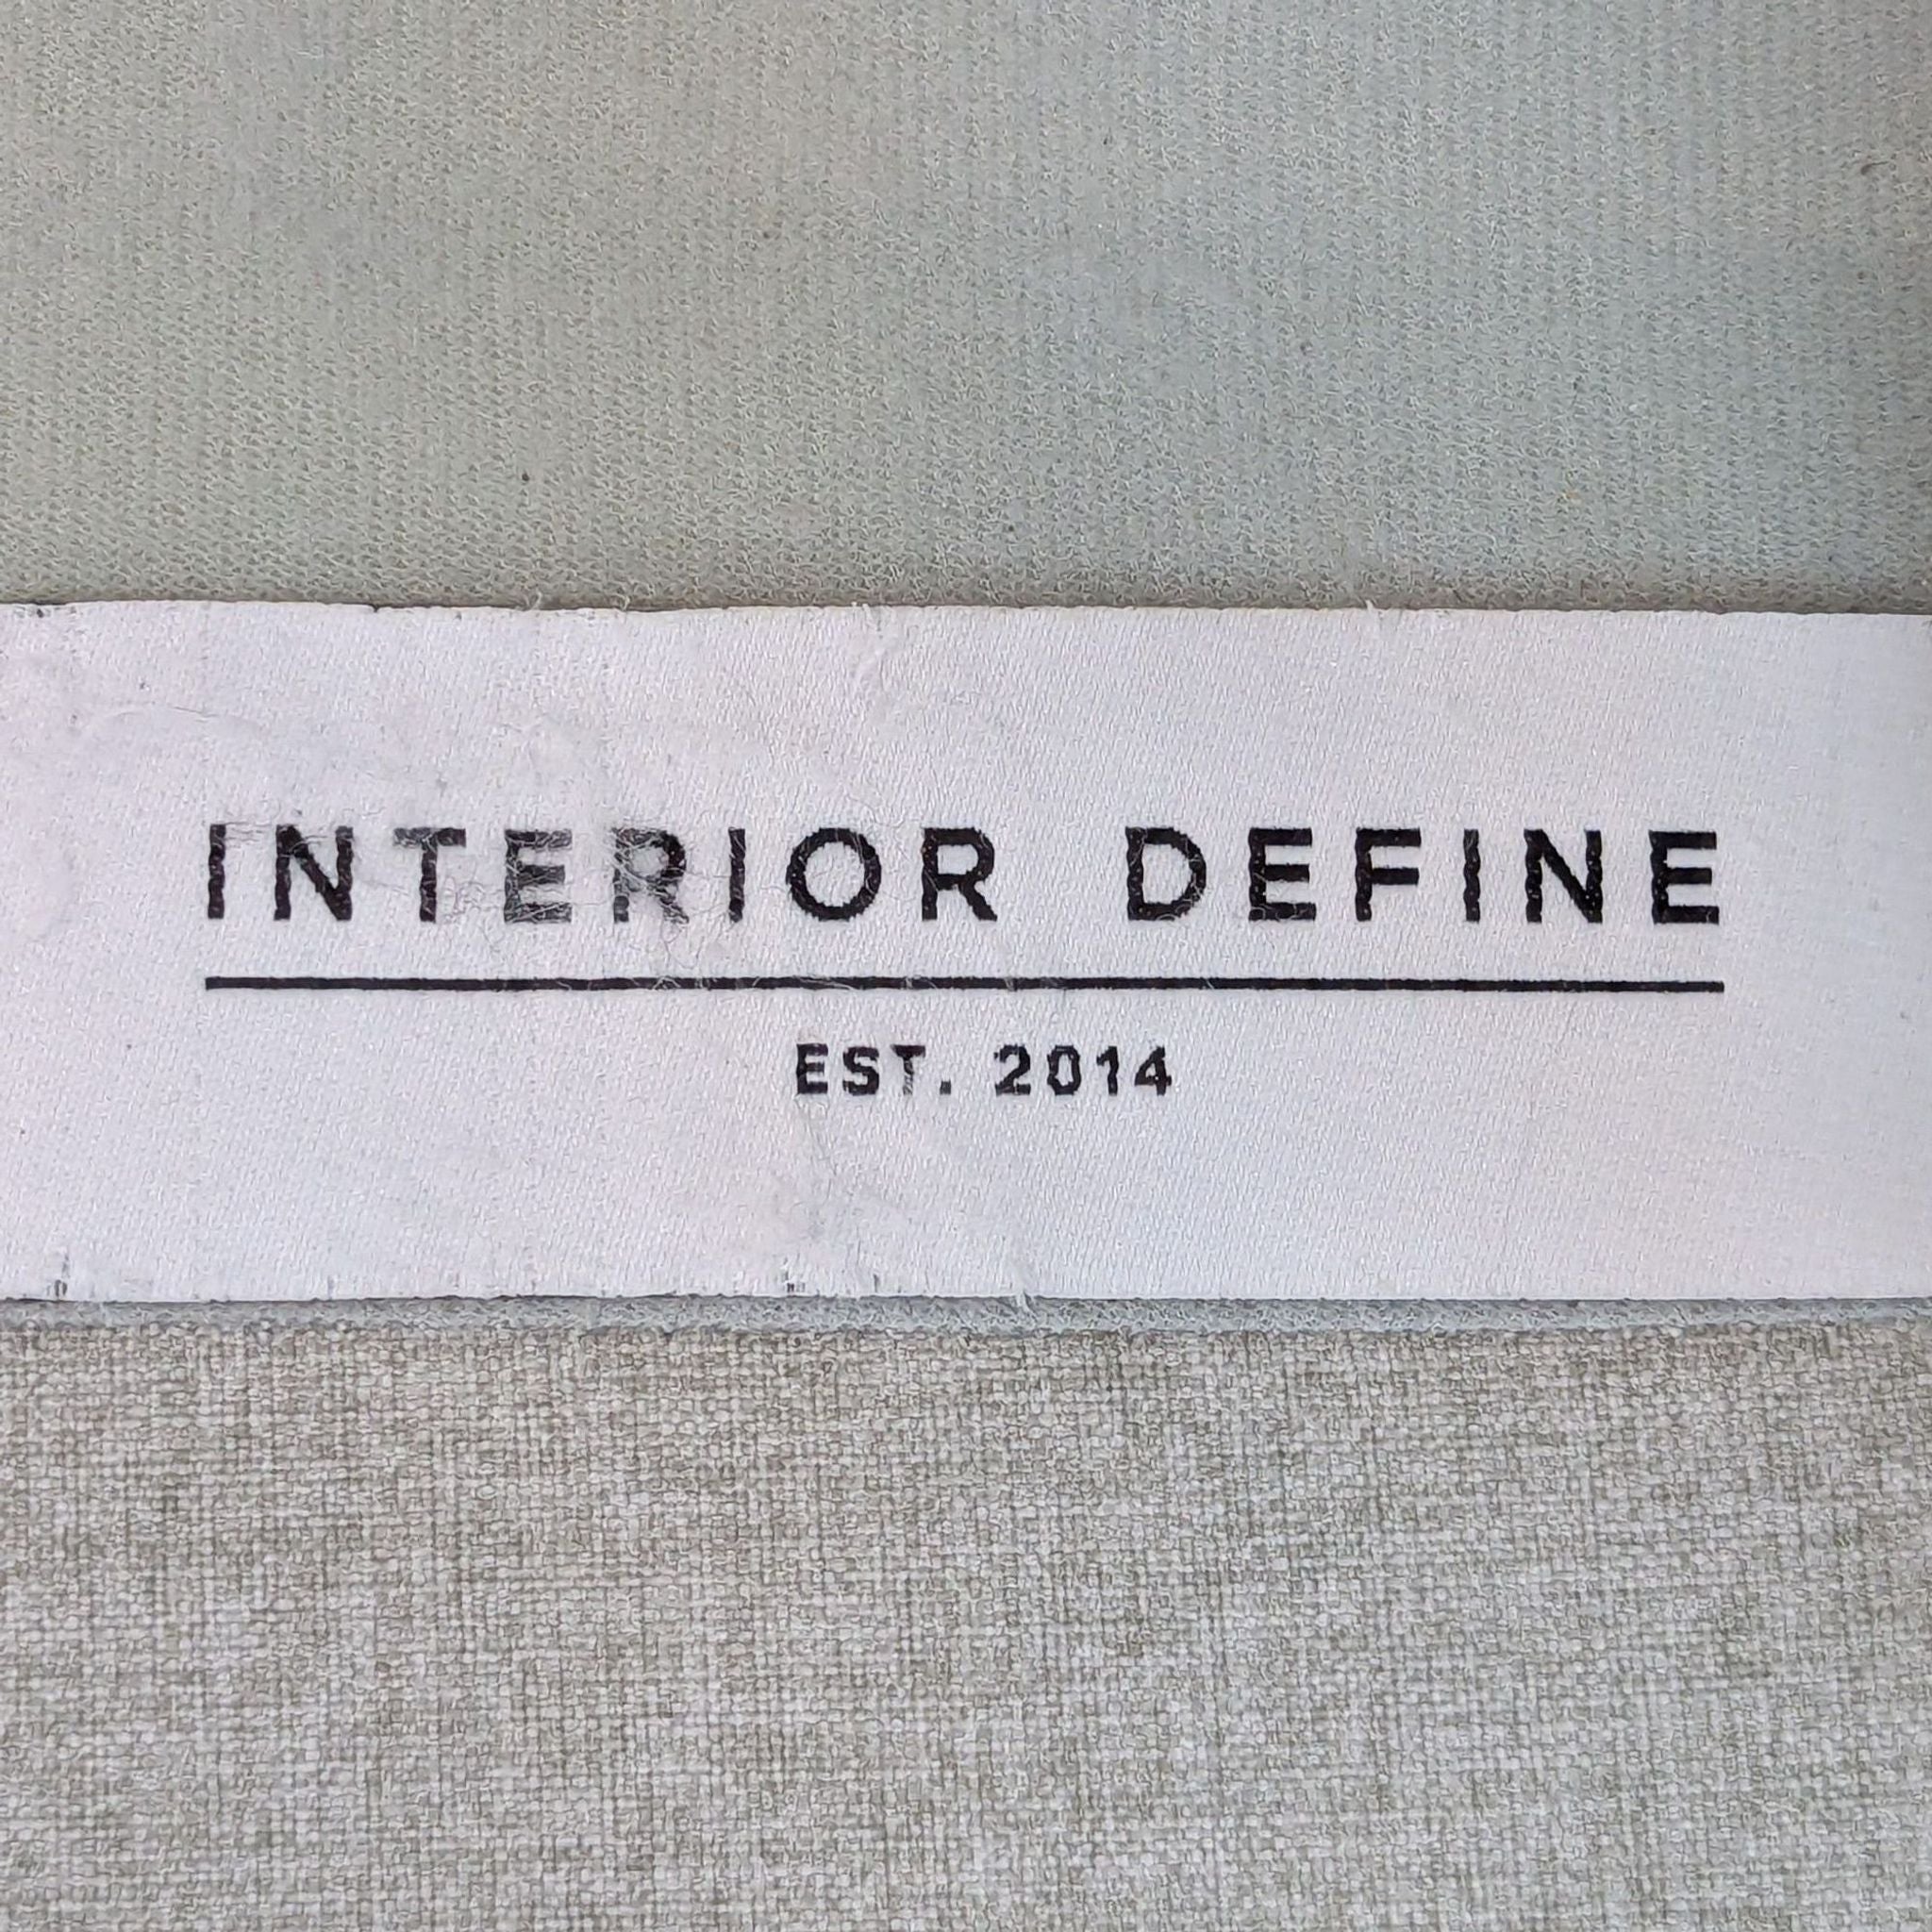 INTERIOR DEFINE
EST. 2014